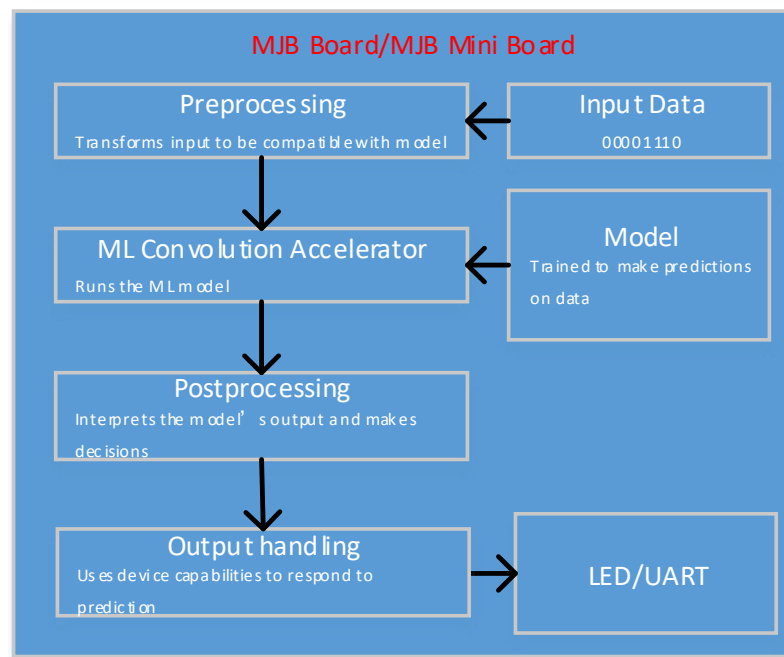 MJB Board/MJB Mini Board
Preprocessing
Transforms input to be compatible with model
Input Data
00001110
ML Convolution Accelerator
Runs the ML model
Model
Trained to make predictions
on data
Postprocessing
Interprets the model’s output and makes
decisions
Output handling
Uses device capabilities to respond to
prediction
LED/UART